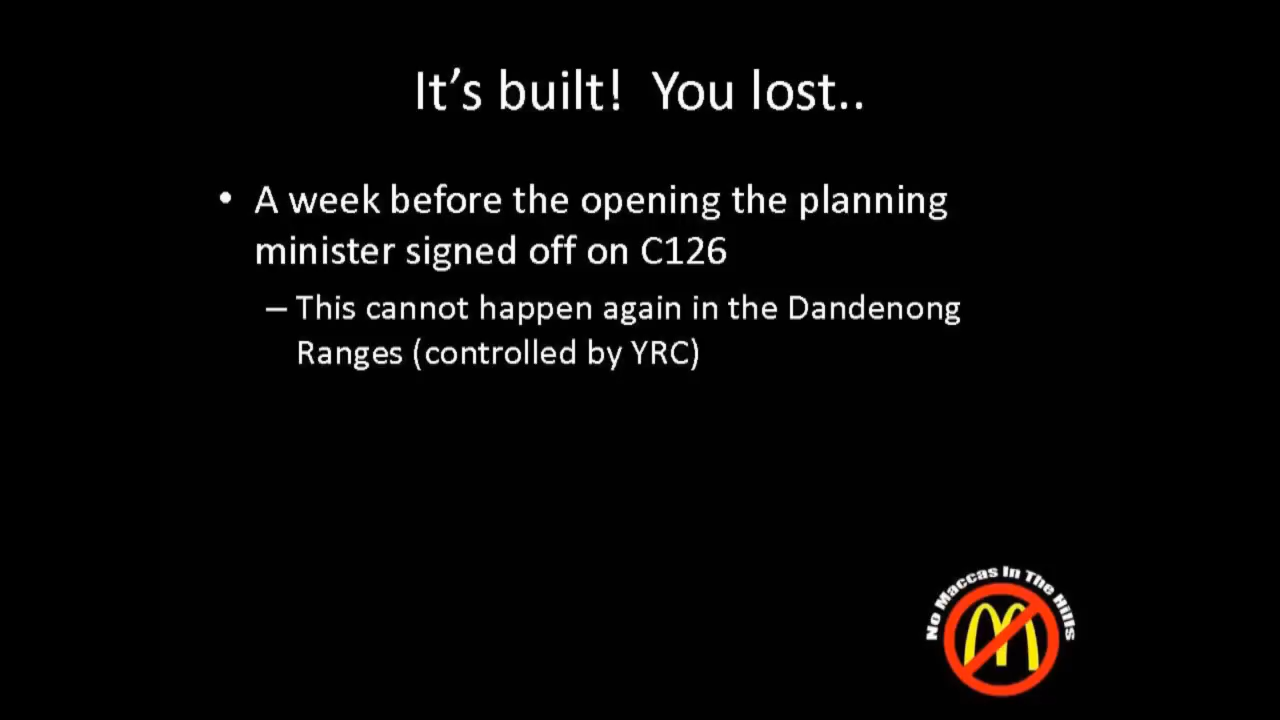 It’s built!  You lost..
• A week before the opening the planning
minister signed off on C126
– This cannot happen again in the Dandenong
Ranges (controlled by YRC)
No Maccas In The Hills